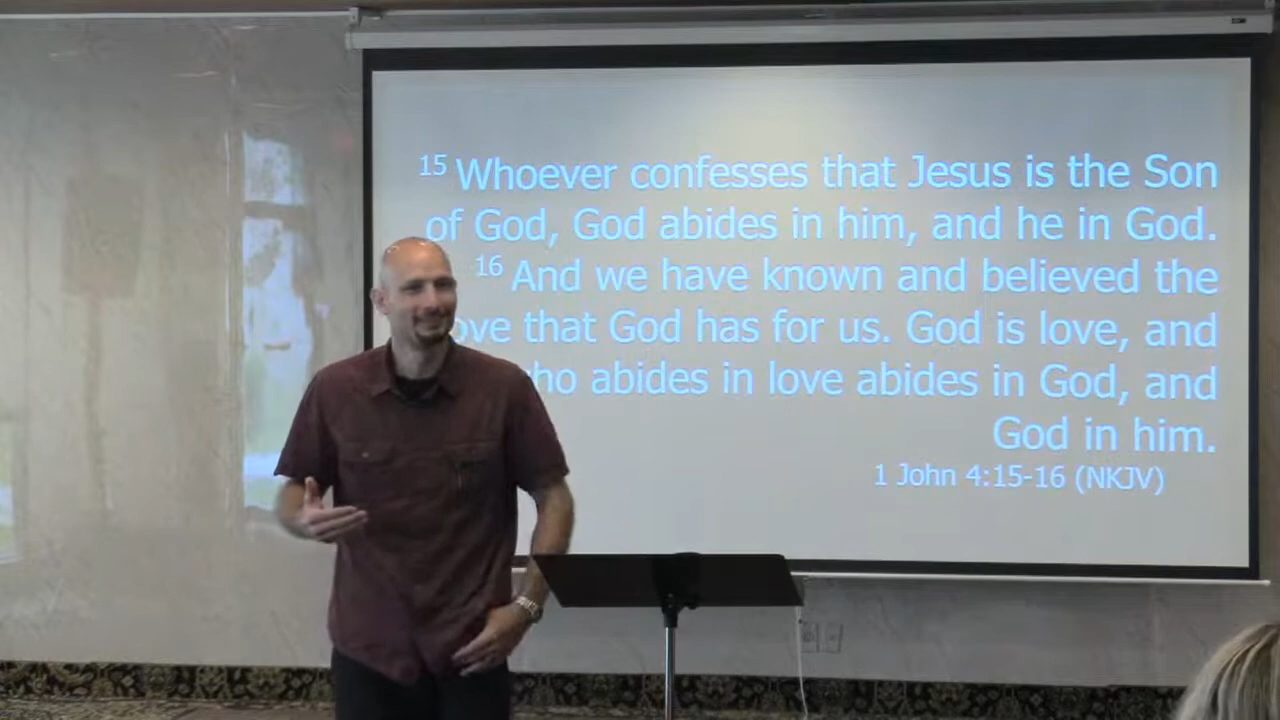 15 Whoever confesses that Jesus is the Son
of God, God abides in him, and he in God.
16 And we have known and believed the
that God has for us. God is love, and
abides in love abides in God, and
God in him.
1 John 4:15-16 (NKJV)